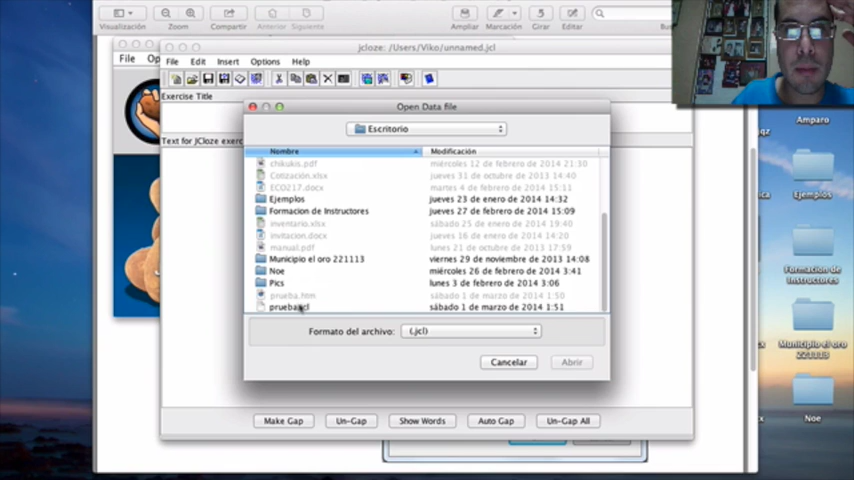 Visualización
Zoom
Compartir
Anterior
Siguiente
Ampliar
Marcación
Girar
Editar
File
jcloze: /Users/Viko/unnamed.jcl
File Edit Insert Options Help
Exercise Title
Text for JCloze exerc
Open Data file
Escritorio
Nombre Modificación
chikukis.pdf miércoles 12 de febrero de 2014 21:30
Cotización.xlsx jueves 31 de octubre de 2013 14:40
ECO217.docx martes 4 de febrero de 2014 15:11
Ejemplos jueves 23 de enero de 2014 14:32
Formacion de Instructores jueves 27 de febrero de 2014 15:09
inventario.xlsx sábado 25 de enero de 2014 19:40
invitacion.docx jueves 16 de enero de 2014 14:20
manual.pdf lunes 21 de octubre de 2013 17:59
Municipio el oro 221113 viernes 29 de noviembre de 2013 14:08
Noe miércoles 26 de febrero de 2014 3:41
Pics lunes 3 de febrero de 2014 3:06
prueba.htm sábado 1 de marzo de 2014 1:50
sábado 1 de marzo de 2014 1:51
Formato del archivo: (.jcl)
Cancelar Abrir
Make Gap Un-Gap Show Words Auto Gap Un-Gap All
Amparo
Ejemplos
Formacion de
Instructores
Municipio el oro
221113
Noe